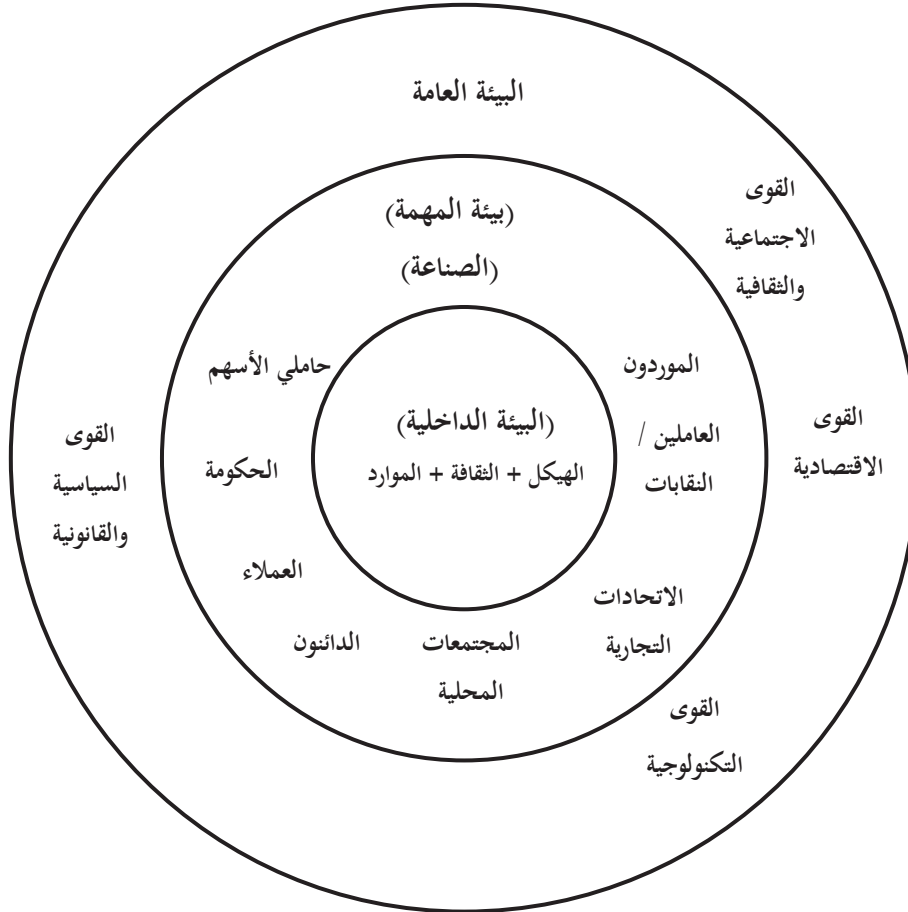 البيئة العامة
القوى
الاجتماعية
والثقافية
(بيئة المهمة)
(الصناعة)
حاملي الأسهم
الموردون
(البيئة الداخلية)
الهيكل + الثقافة + الموارد
العاملين /
النقابات
القوى
الاقتصادية
القوى
السياسية
والقانونية
الحكومة
العملاء
الاتحادات
التجارية
المجتمعات
المحلية
الدائنون
القوى
التكنولوجية